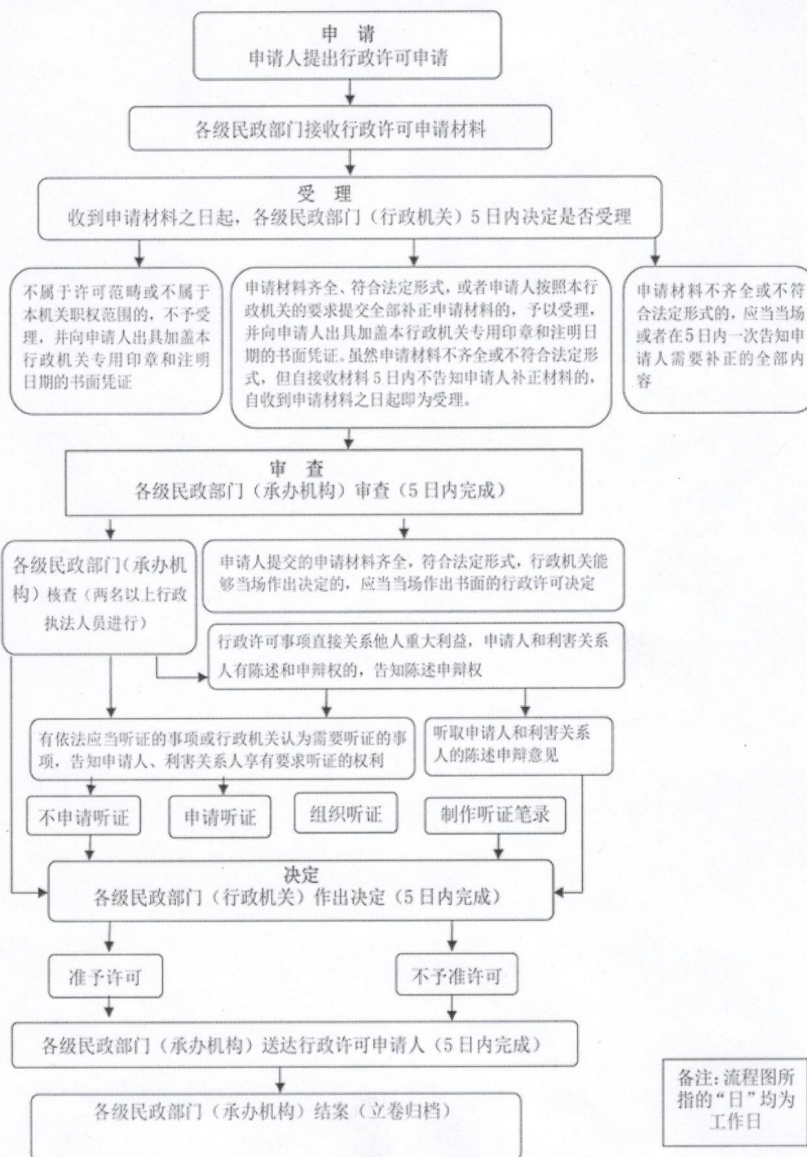 申 请
申请人提出行政许可申请
各级民政部门接收行政许可申请材料
受 理
收到申请材料之日起，各级民政部门（行政机关）5日内决定是否受理
不属于许可范畴或不属于
本机关职权范围的，不予受
理，并向申请人出具加盖本
行政机关专用印章和注明
日期的书面凭证
申请材料齐全、符合法定形式，或者申请人按照本行
政机关的要求提交全部补正申请材料的，予以受理，
并向申请人出具加盖本行政机关专用印章和注明日
期的书面凭证。虽然申请材料不齐全或不符合法定形
式，但自接收材料5日内不告知申请人补正材料的，
自收到申请材料之日起即为受理。
申请材料不齐全或不符
合法定形式的，应当当场
或者在5日内一次告知申
请人需要补正的全部内
容
审 查
各级民政部门（承办机构）审查（5日内完成）
各级民政部门（承办机
构）核查（两名以上行政
执法人员进行）
申请人提交的申请材料齐全，符合法定形式，行政机关能
够当场作出决定的，应当当场作出书面的行政许可决定
行政许可事项直接关系他人重大利益，申请人和利害关系
人有陈述和申辩权的，告知陈述申辩权
有依法应当听证的事项或行政机关认为需要听证的事
项，告知申请人、利害关系人享有要求听证的权利
听取申请人和利害关系
人的陈述申辩意见
不申请听证
申请听证
组织听证
制作听证笔录
决定
各级民政部门（行政机关）作出决定（5日内完成）
准予许可
不予准许可
各级民政部门（承办机构）送达行政许可申请人（5日内完成）
各级民政部门（承办机构）结案（立卷归档）
备注：流程图所
指的“日”均为
工作日